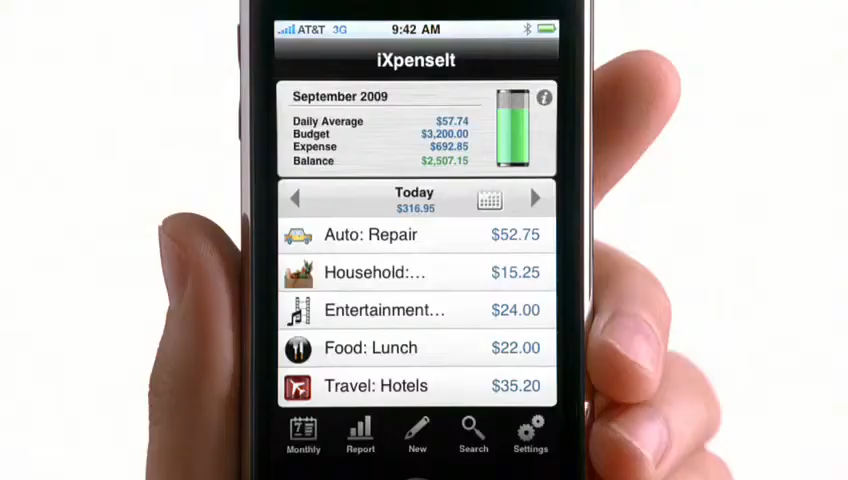 AT&T 3G 9:42 AM
iXpenseIt
September 2009
Daily Average $57.74
Budget $3,200.00
Expense $692.85
Balance $2,507.15
Today
$316.95
Auto: Repair $52.75
Household:... $15.25
Entertainment... $24.00
Food: Lunch $22.00
Travel: Hotels $35.20
7
Monthly Report New Search Settings